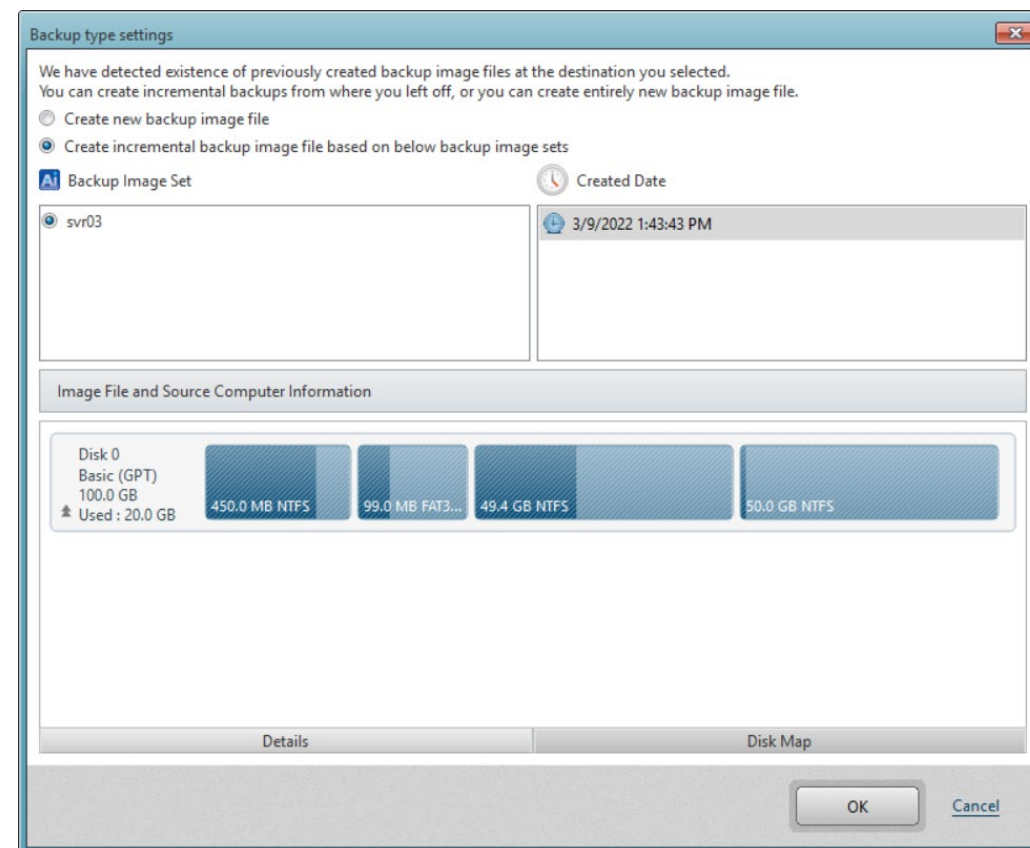 Backup type settings
We have detected existence of previously created backup image files at the destination you selected.
You can create incremental backups from where you left off, or you can create entirely new backup image file.
Create new backup image file
Create incremental backup image file based on below backup image sets
Ai Backup Image Set
Created Date
svr03
3/9/2022 1:43:43 PM
Image File and Source Computer Information
Disk 0
Basic (GPT)
100.0 GB
Used : 20.0 GB
450.0 MB NTFS
99.0 MB FAT3...
49.4 GB NTFS
50.0 GB NTFS
Details
Disk Map
OK
Cancel